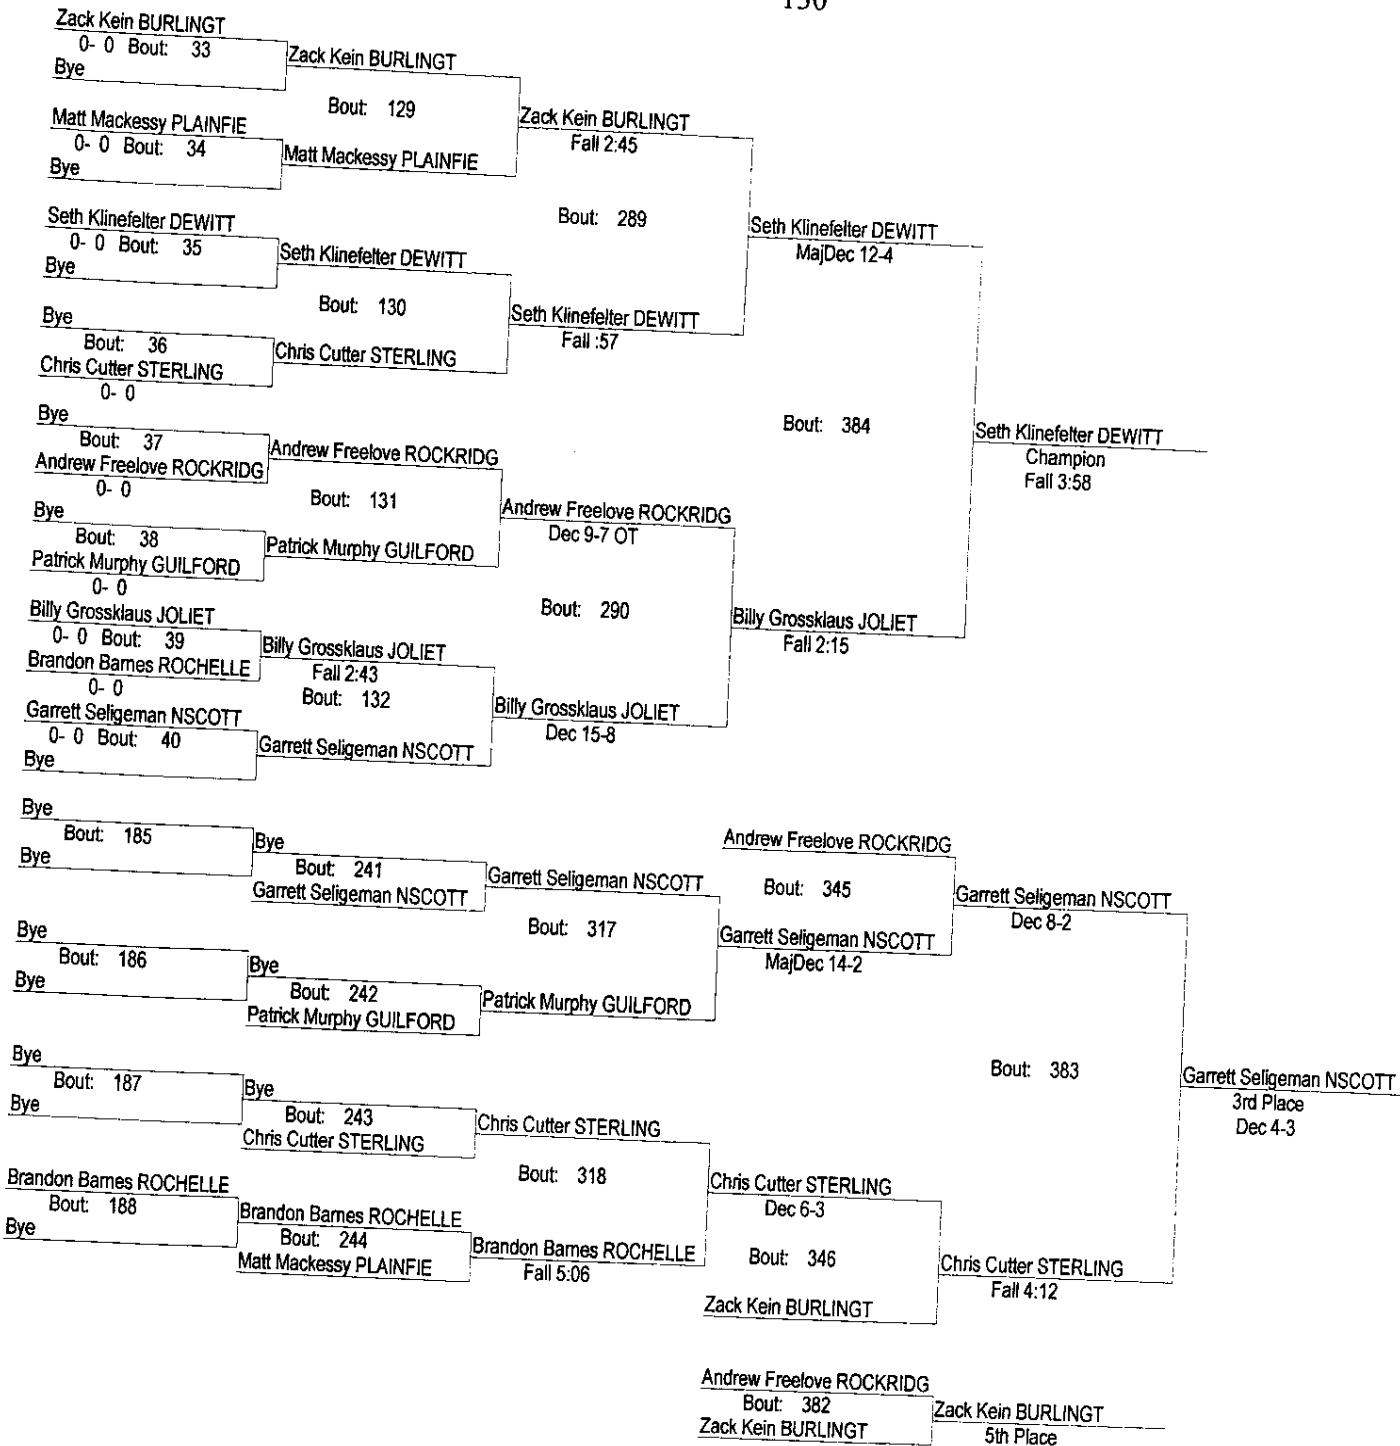 130
Zack Kein BURLINGT
0- 0 Bout: 33
Bye
Zack Kein BURLINGT
Bout: 129
Matt Mackessy PLAINFIE
0- 0 Bout: 34
Bye
Matt Mackessy PLAINFIE
Zack Kein BURLINGT
Fall 2:45
Bout: 289
Seth Klinefelter DEWITT
0- 0 Bout: 35
Bye
Seth Klinefelter DEWITT
Bout: 130
Bye
Bout: 36
Chris Cutter STERLING
0- 0
Chris Cutter STERLING
Seth Klinefelter DEWITT
Fall :57
Seth Klinefelter DEWITT
MajDec 12-4
Bout: 384
Bye
Bout: 37
Andrew Freelove ROCKRIDG
0- 0
Andrew Freelove ROCKRIDG
Bout: 131
Bye
Bout: 38
Patrick Murphy GUILFORD
0- 0
Patrick Murphy GUILFORD
Andrew Freelove ROCKRIDG
Dec 9-7 OT
Bout: 290
Billy Grossklaus JOLIET
0- 0 Bout: 39
Brandon Barnes ROCHELLE
0- 0
Billy Grossklaus JOLIET
Fall 2:43
Bout: 132
Garrett Seligeman NSCOTT
0- 0 Bout: 40
Bye
Garrett Seligeman NSCOTT
Billy Grossklaus JOLIET
Dec 15-8
Billy Grossklaus JOLIET
Fall 2:15
Seth Klinefelter DEWITT
Champion
Fall 3:58
Bye
Bout: 185
Bye
Bye
Bout: 241
Garrett Seligeman NSCOTT
Garrett Seligeman NSCOTT
Bout: 317
Bye
Bout: 186
Bye
Bye
Bout: 242
Patrick Murphy GUILFORD
Patrick Murphy GUILFORD
Andrew Freelove ROCKRIDG
Bout: 345
Garrett Seligeman NSCOTT
MajDec 14-2
Garrett Seligeman NSCOTT
Dec 8-2
Bout: 383
Bye
Bout: 187
Bye
Bye
Bout: 243
Chris Cutter STERLING
Chris Cutter STERLING
Bout: 318
Brandon Barnes ROCHELLE
Bout: 188
Bye
Brandon Barnes ROCHELLE
Bout: 244
Matt Mackessy PLAINFIE
Brandon Barnes ROCHELLE
Fall 5:06
Chris Cutter STERLING
Dec 6-3
Bout: 346
Zack Kein BURLINGT
Chris Cutter STERLING
Fall 4:12
Garrett Seligeman NSCOTT
3rd Place
Dec 4-3
Andrew Freelove ROCKRIDG
Bout: 382
Zack Kein BURLINGT
Zack Kein BURLINGT
5th Place